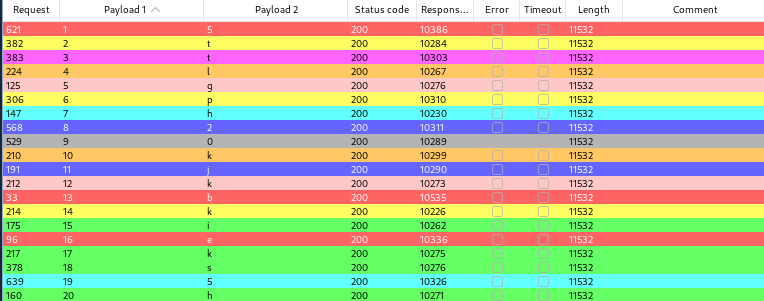 Request Payload 1 Payload 2 Status code Respons... Error Timeout Length Comment
621 1 5 200 10386 11532
382 2 t 200 10284 11532
383 3 t 200 10303 11532
224 4 l 200 10267 11532
125 5 g 200 10276 11532
306 6 p 200 10310 11532
147 7 h 200 10230 11532
568 8 2 200 10311 11532
529 9 0 200 10289 11532
210 10 k 200 10299 11532
191 11 j 200 10290 11532
212 12 k 200 10273 11532
33 13 b 200 10535 11532
214 14 k 200 10226 11532
175 15 i 200 10262 11532
96 16 e 200 10336 11532
217 17 k 200 10275 11532
378 18 s 200 10276 11532
639 19 5 200 10326 11532
160 20 h 200 10271 11532